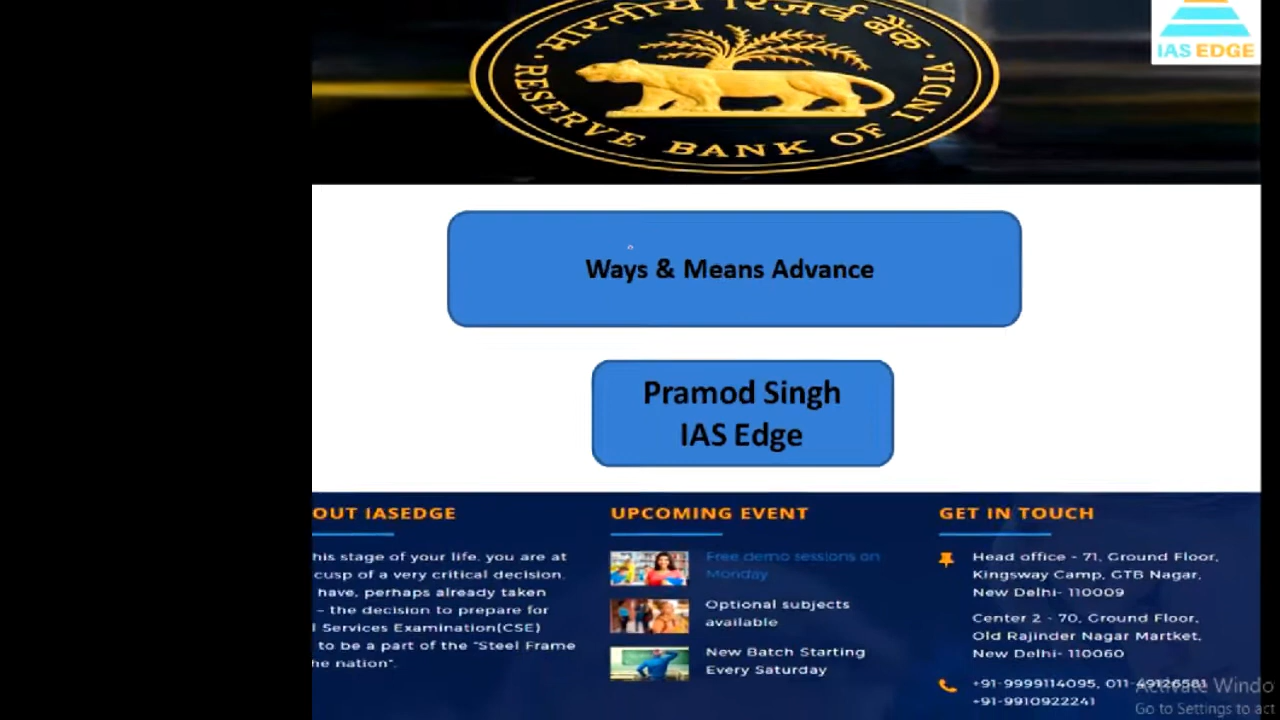 भारतीय रिज़र्व बैंक
RESERVE BANK OF INDIA
IAS EDGE
Ways & Means Advance
Pramod Singh
IAS Edge
OUT IASEDGE
his stage of your life, you are at
cusp of a very critical decision,
have, perhaps already taken
– the decision to prepare for
l Services Examination(CSE)
to be a part of the "Steel Frame
he nation".
UPCOMING EVENT
Free demo sessions on
Monday
Optional subjects
available
New Batch Starting
Every Saturday
GET IN TOUCH
Head office - 71, Ground Floor,
Kingsway Camp, GTB Nagar,
New Delhi- 110009
Center 2 - 70, Ground Floor,
Old Rajinder Nagar Martket,
New Delhi- 110060
+91-9999114095, 011-49126581
+91-9910922241
Activate Windo
Go to Settings to act